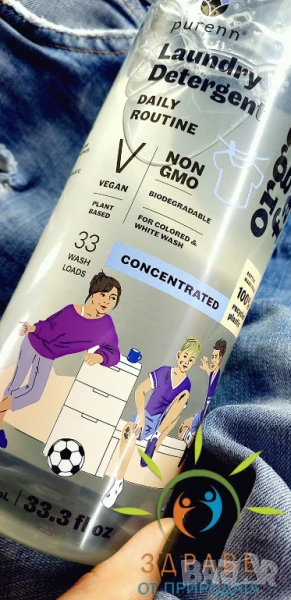 purenn®
Laundry
Detergent
DAILY
ROUTINE
V
VEGAN
PLANT
BASED
NON
GMO
BIODEGRADABLE
FOR COLORED &
WHITE WASH
33
WASH
LOADS
CONCENTRATED
100%
33.3 fl oz
ЗДРАВЕ
ОТ ПРИРОДАТА
BAZAR